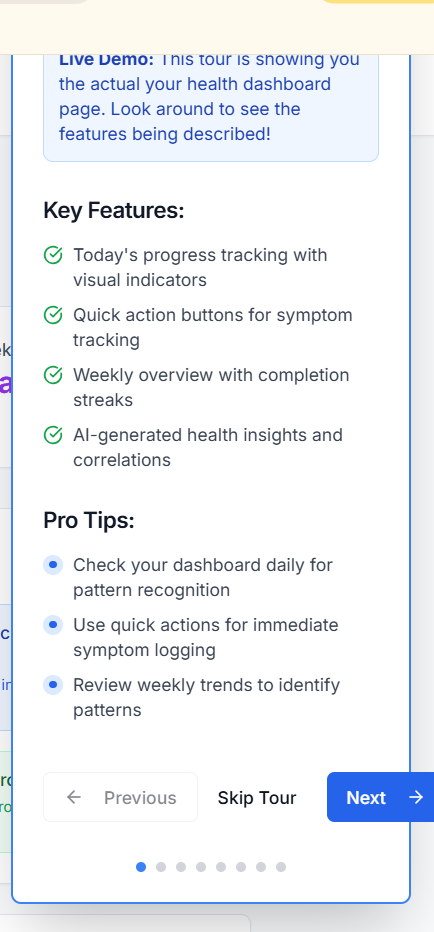 Live Demo: This tour is showing you
the actual your health dashboard
page. Look around to see the
features being described!
Key Features:
Today's progress tracking with
visual indicators
Quick action buttons for symptom
tracking
Weekly overview with completion
streaks
AI-generated health insights and
correlations
Pro Tips:
Check your dashboard daily for
pattern recognition
Use quick actions for immediate
symptom logging
Review weekly trends to identify
patterns
Previous
Skip Tour
Next